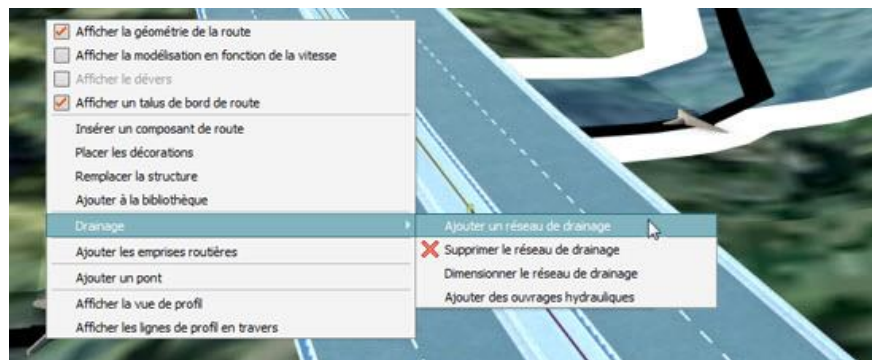 Afficher la géométrie de la route
Afficher la modélisation en fonction de la vitesse
Afficher le dévers
Afficher un talus de bord de route
Insérer un composant de route
Placer les décorations
Remplacer la structure
Ajouter à la bibliothèque
Drainage
Ajouter les emprises routières
Ajouter un pont
Afficher la vue de profil
Afficher les lignes de profil en travers
Ajouter un réseau de drainage
Supprimer le réseau de drainage
Dimensionner le réseau de drainage
Ajouter des ouvrages hydrauliques